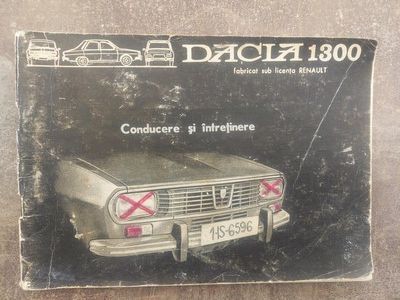 DACIA 1300
fabricat sub licența RENAULT
Conducere și întreținere
1-IS-6596